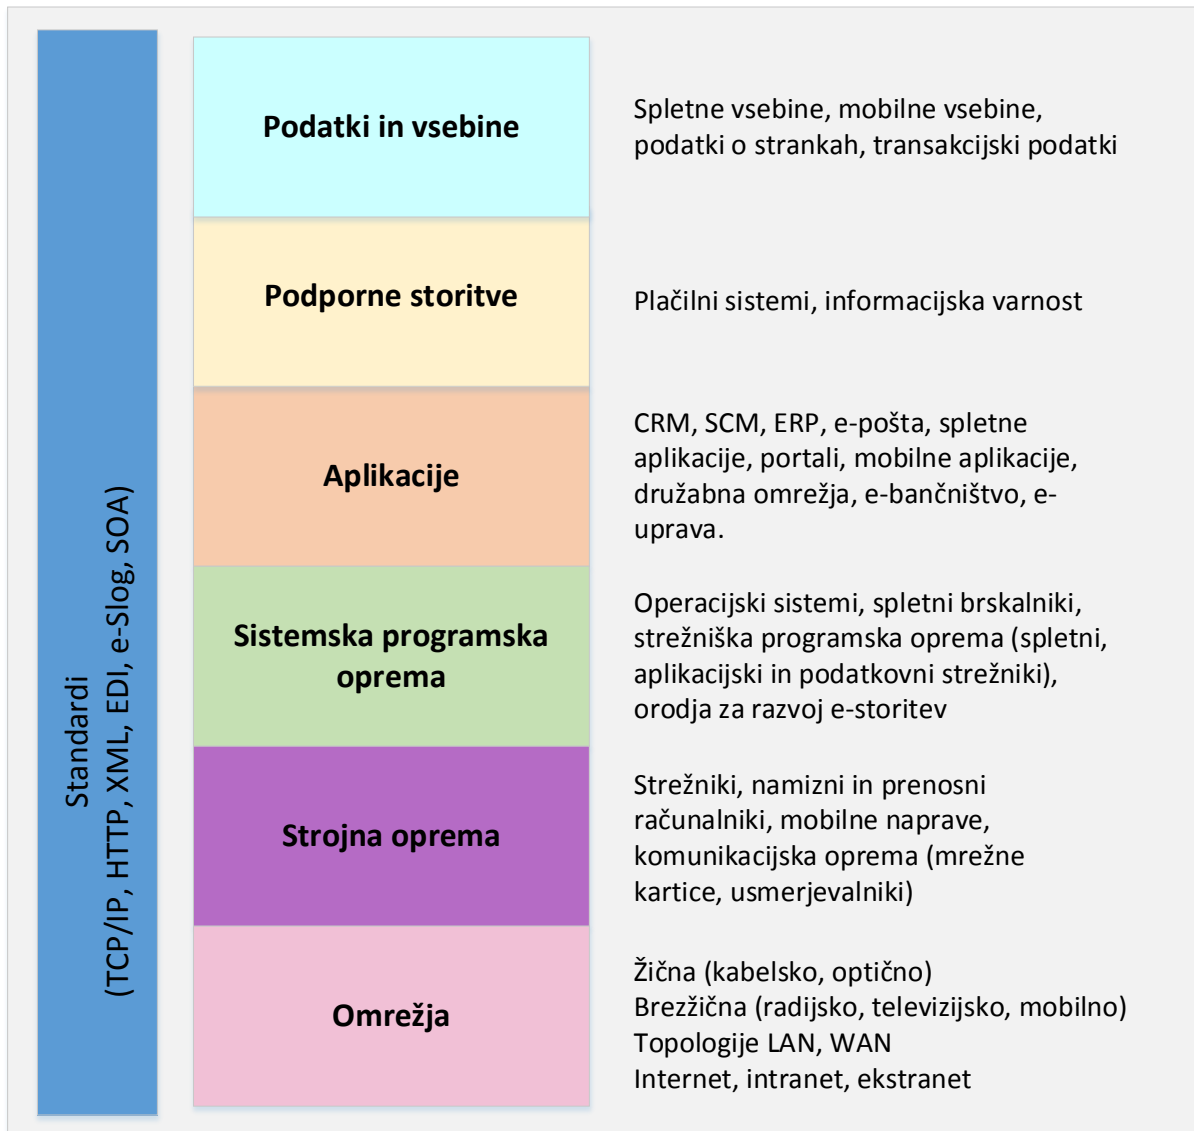 Standardi
(TCP/IP, HTTP, XML, EDI, e-Slog, SOA)
Podatki in vsebine
Spletne vsebine, mobilne vsebine,
podatki o strankah, transakcijski podatki
Podporne storitve
Plačilni sistemi, informacijska varnost
Aplikacije
CRM, SCM, ERP, e-pošta, spletne
aplikacije, portali, mobilne aplikacije,
družabna omrežja, e-bančništvo, e-
uprava.
Sistemska programska
oprema
Operacijski sistemi, spletni brskalniki,
strežniška programska oprema (spletni,
aplikacijski in podatkovni strežniki),
orodja za razvoj e-storitev
Strojna oprema
Strežniki, namizni in prenosni
računalniki, mobilne naprave,
komunikacijska oprema (mrežne
kartice, usmerjevalniki)
Omrežja
Žična (kabelsko, optično)
Brezžična (radijsko, televizijsko, mobilno)
Topologije LAN, WAN
Internet, intranet, ekstranet